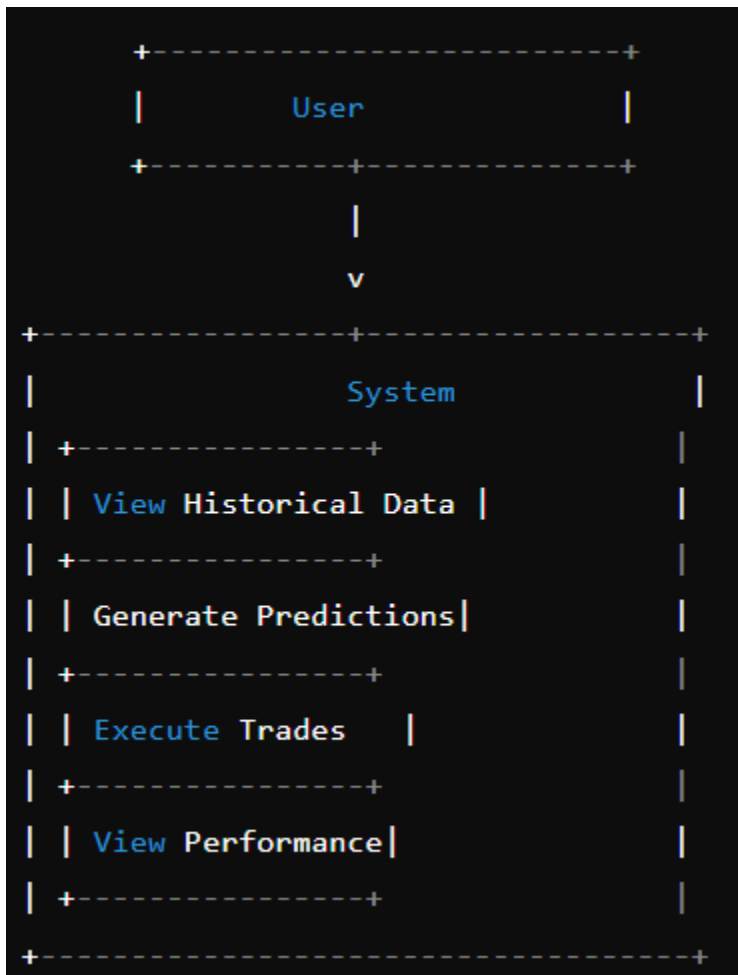 User
v
System
View Historical Data
Generate Predictions
Execute Trades
View Performance